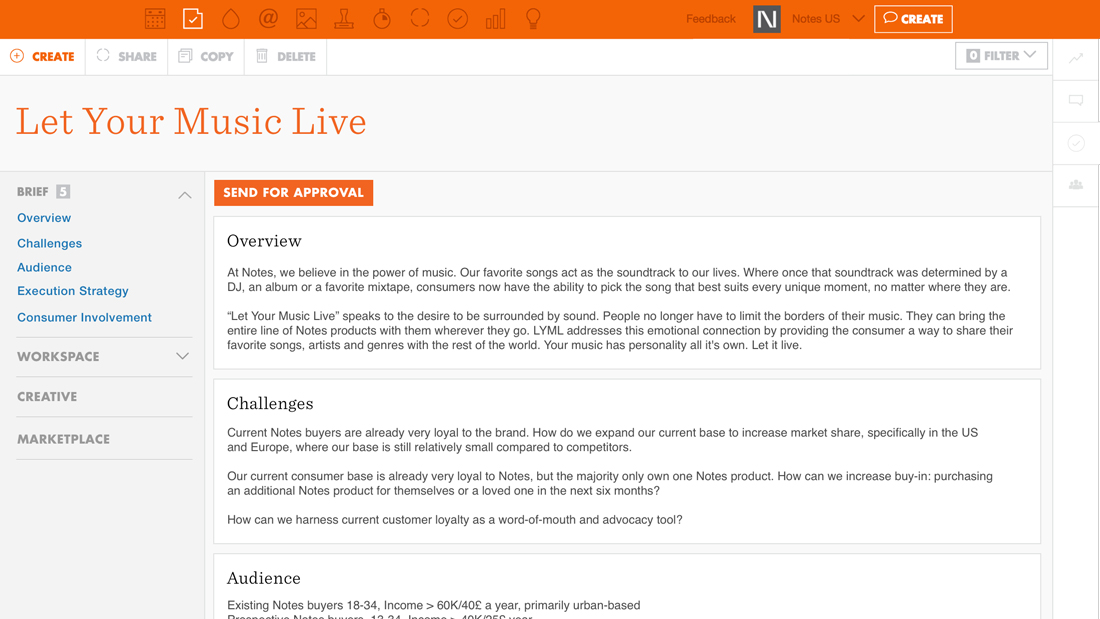 @
Feedback
N
Notes US
CREATE
CREATE
SHARE
COPY
DELETE
0 FILTER
Let Your Music Live
BRIEF 5
Overview
Challenges
Audience
Execution Strategy
Consumer Involvement
WORKSPACE
CREATIVE
MARKETPLACE
SEND FOR APPROVAL
Overview
At Notes, we believe in the power of music. Our favorite songs act as the soundtrack to our lives. Where once that soundtrack was determined by a
DJ, an album or a favorite mixtape, consumers now have the ability to pick the song that best suits every unique moment, no matter where they are.
“Let Your Music Live” speaks to the desire to be surrounded by sound. People no longer have to limit the borders of their music. They can bring the
entire line of Notes products with them wherever they go. LYML addresses this emotional connection by providing the consumer a way to share their
favorite songs, artists and genres with the rest of the world. Your music has personality all it's own. Let it live.
Challenges
Current Notes buyers are already very loyal to the brand. How do we expand our current base to increase market share, specifically in the US
and Europe, where our base is still relatively small compared to competitors.
Our current consumer base is already very loyal to Notes, but the majority only own one Notes product. How can we increase buy-in: purchasing
an additional Notes product for themselves or a loved one in the next six months?
How can we harness current customer loyalty as a word-of-mouth and advocacy tool?
Audience
Existing Notes buyers 18-34, Income > 60K/40£ a year, primarily urban-based
Prospective Notes buyers, 13-34, Income > 40K/25£ year